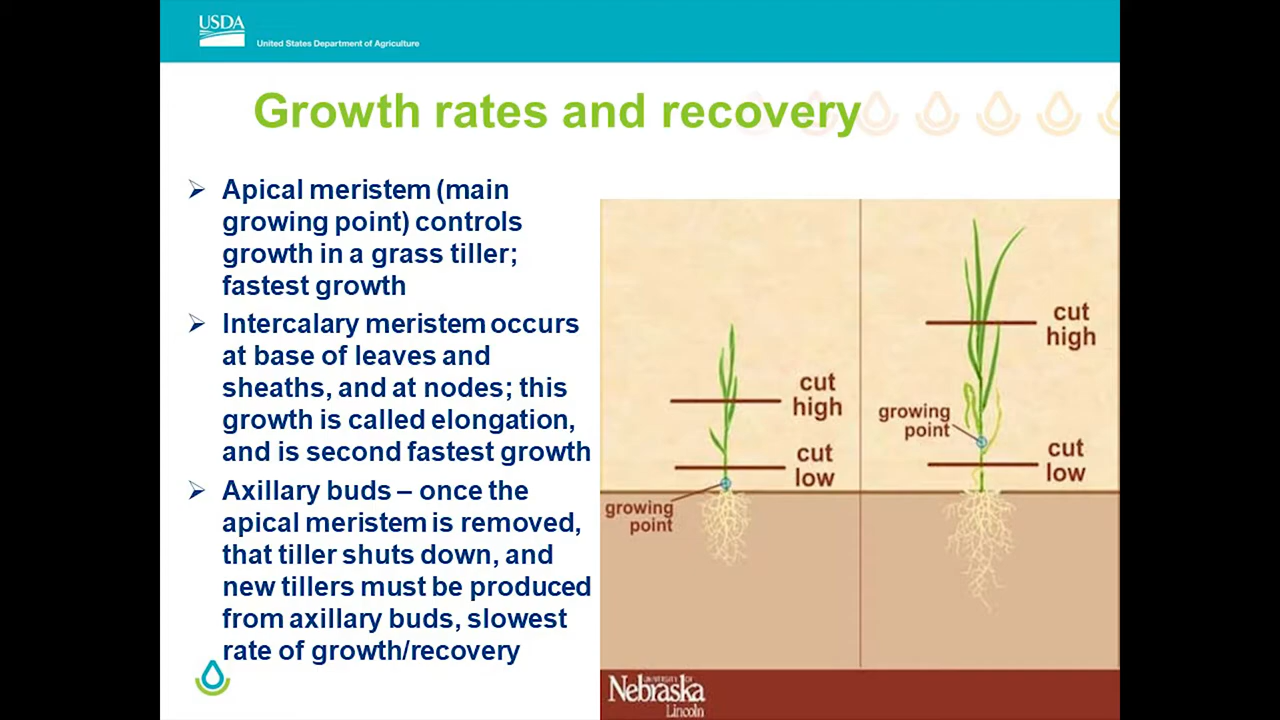 USDA
United States Department of Agriculture
Growth rates and recovery
Apical meristem (main
growing point) controls
growth in a grass tiller;
fastest growth
Intercalary meristem occurs
at base of leaves and
sheaths, and at nodes; this
growth is called elongation,
and is second fastest growth
Axillary buds – once the
apical meristem is removed,
that tiller shuts down, and
new tillers must be produced
from axillary buds, slowest
rate of growth/recovery
cut
high
cut
low
growing
point
cut
high
growing
point
cut
low
UNIVERSITY OF
Nebraska
Lincoln